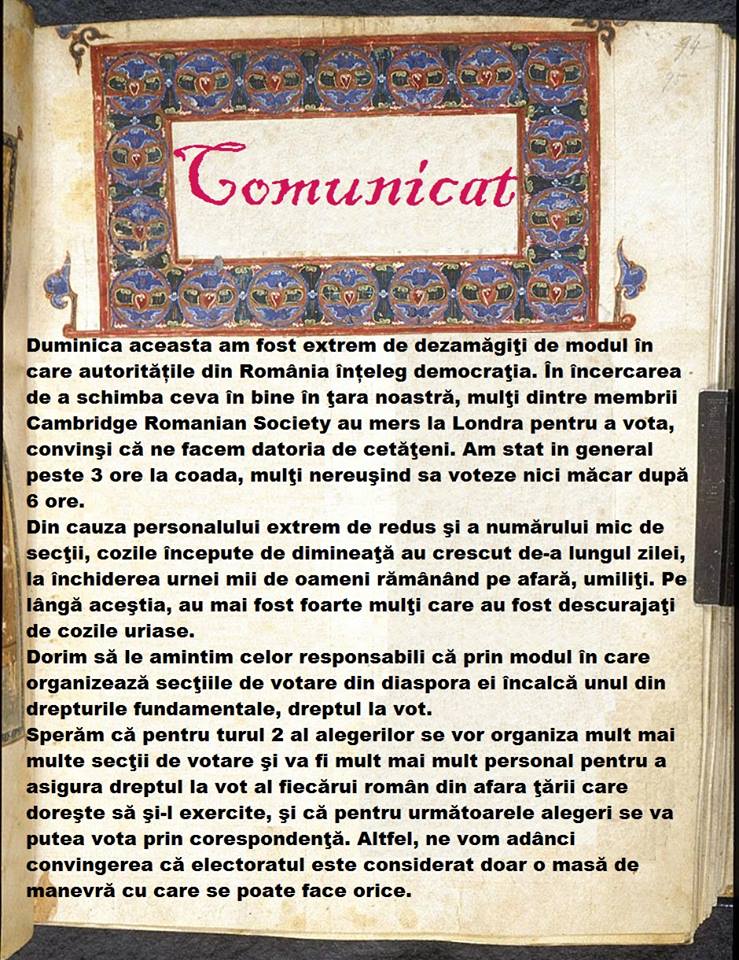 94
95
Comunicat
Duminica aceasta am fost extrem de dezamăgiţi de modul în
care autoritățile din România înțeleg democraţia. În încercarea
de a schimba ceva în bine în ţara noastră, mulţi dintre membrii
Cambridge Romanian Society au mers la Londra pentru a vota,
convinşi că ne facem datoria de cetăţeni. Am stat in general
peste 3 ore la coada, mulţi nereuşind sa voteze nici măcar după
6 ore.
Din cauza personalului extrem de redus şi a numărului mic de
secţii, cozile începute de dimineaţă au crescut de-a lungul zilei,
la închiderea urnei mii de oameni rămânând pe afară, umiliţi. Pe
lângă aceştia, au mai fost foarte mulţi care au fost descurajaţi
de cozile uriase.
Dorim să le amintim celor responsabili că prin modul în care
organizează secţiile de votare din diaspora ei încalcă unul din
drepturile fundamentale, dreptul la vot.
Sperăm că pentru turul 2 al alegerilor se vor organiza mult mai
multe secţii de votare şi va fi mult mai mult personal pentru a
asigura dreptul la vot al fiecărui român din afara ţării care
doreşte să şi-l exercite, şi că pentru următoarele alegeri se va
putea vota prin corespondenţă. Altfel, ne vom adânci
convingerea că electoratul este considerat doar o masă de
manevră cu care se poate face orice.